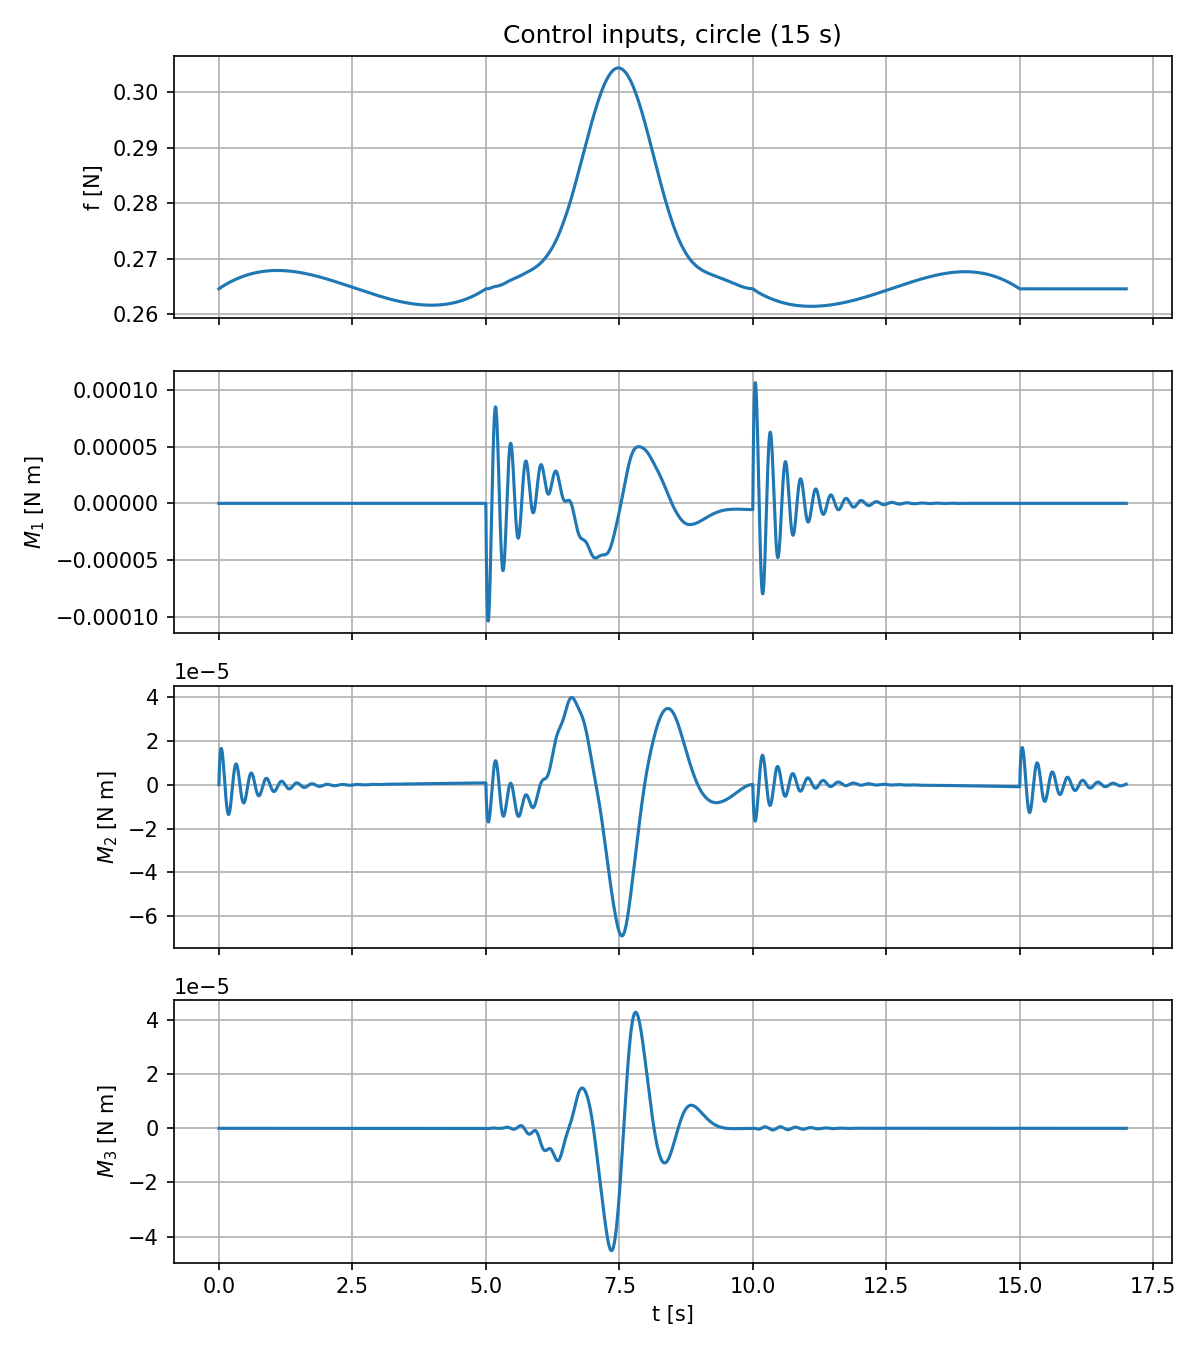 Control inputs, circle (15 s)
0.30
0.29
0.28
0.27
0.26
f [N]
0.00010
0.00005
0.00000
−0.00005
−0.00010
M₁ [N m]
1e−5
4
2
0
−2
−4
−6
M₂ [N m]
1e−5
4
2
0
−2
−4
M₃ [N m]
0.0 2.5 5.0 7.5 10.0 12.5 15.0 17.5
t [s]